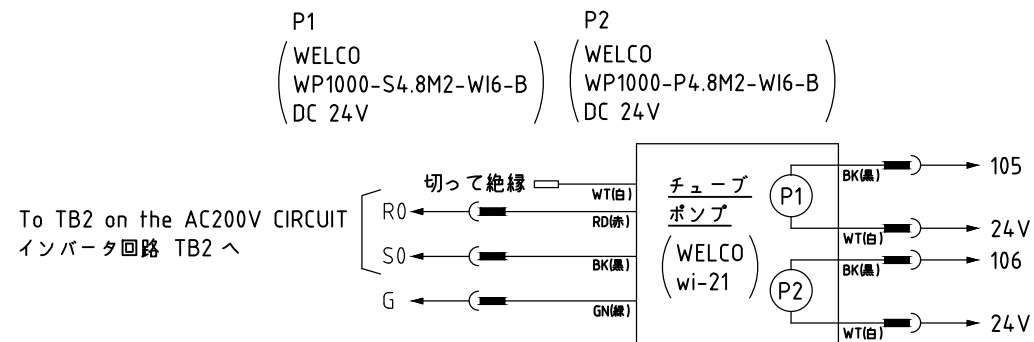 P1
WELCO
WP1000-S4.8M2-WI6-B
DC 24V
P2
WELCO
WP1000-P4.8M2-WI6-B
DC 24V
切って絶縁
WT(白)
To TB2 on the AC200V CIRCUIT
インバータ回路 TB2 へ
R0
RD(赤)
S0
BK(黒)
G
GN(緑)
チューブ
ポンプ
WELCO
wi-21
P1
BK(黒)
105
WT(白)
24V
P2
BK(黒)
106
WT(白)
24V